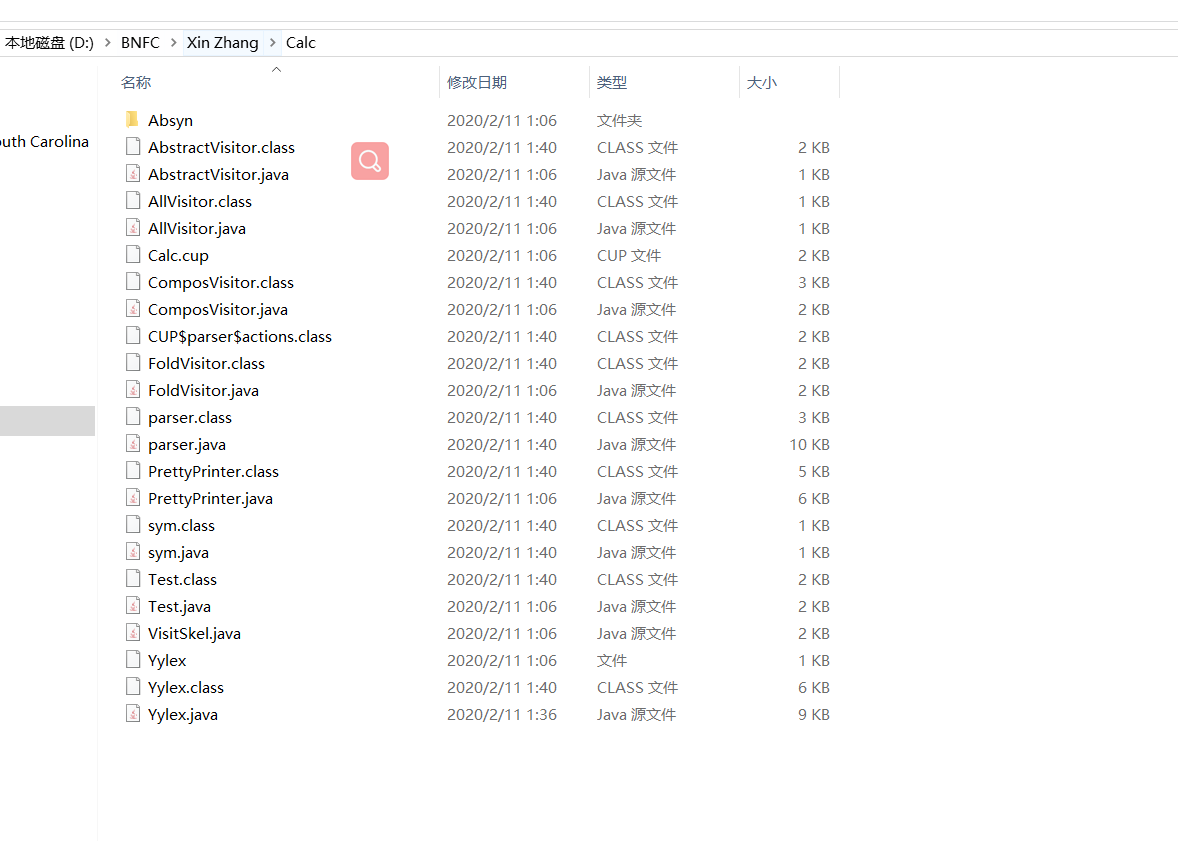 本地磁盘 (D:) > BNFC > Xin Zhang > Calc
名称 修改日期 类型 大小
Absyn 2020/2/11 1:06 文件夹
outh Carolina
AbstractVisitor.class 2020/2/11 1:40 CLASS 文件 2 KB
AbstractVisitor.java 2020/2/11 1:06 Java 源文件 1 KB
AllVisitor.class 2020/2/11 1:40 CLASS 文件 1 KB
AllVisitor.java 2020/2/11 1:06 Java 源文件 1 KB
Calc.cup 2020/2/11 1:06 CUP 文件 2 KB
ComposVisitor.class 2020/2/11 1:40 CLASS 文件 3 KB
ComposVisitor.java 2020/2/11 1:06 Java 源文件 2 KB
CUP$parser$actions.class 2020/2/11 1:40 CLASS 文件 2 KB
FoldVisitor.class 2020/2/11 1:40 CLASS 文件 2 KB
FoldVisitor.java 2020/2/11 1:06 Java 源文件 2 KB
parser.class 2020/2/11 1:40 CLASS 文件 3 KB
parser.java 2020/2/11 1:40 Java 源文件 10 KB
PrettyPrinter.class 2020/2/11 1:40 CLASS 文件 5 KB
PrettyPrinter.java 2020/2/11 1:06 Java 源文件 6 KB
sym.class 2020/2/11 1:40 CLASS 文件 1 KB
sym.java 2020/2/11 1:40 Java 源文件 1 KB
Test.class 2020/2/11 1:40 CLASS 文件 2 KB
Test.java 2020/2/11 1:06 Java 源文件 2 KB
VisitSkel.java 2020/2/11 1:06 Java 源文件 2 KB
Yylex 2020/2/11 1:06 文件 1 KB
Yylex.class 2020/2/11 1:40 CLASS 文件 6 KB
Yylex.java 2020/2/11 1:36 Java 源文件 9 KB